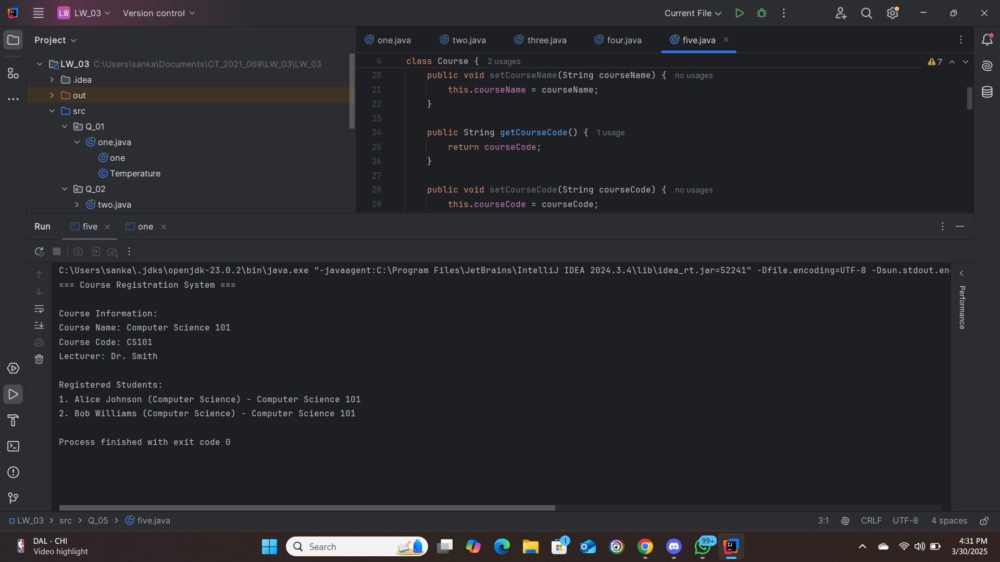 LW LW_03 Version control Current File
Project
one.java two.java three.java four.java five.java
LW_03 C:\Users\sanka\Documents\CT_2021_069\LW_03\LW_03
.idea
out
src
Q_01
one.java
one
Temperature
Q_02
two.java
4 class Course { 2 usages 7
20 public void setCourseName(String courseName) { no usages
21 this.courseName = courseName;
22 }
23
24 public String getCourseCode() { 1 usage
25 return courseCode;
26 }
27
28 public void setCourseCode(String courseCode) { no usages
29 this.courseCode = courseCode;
Run five one
C:\Users\sanka\.jdks\openjdk-23.0.2\bin\java.exe "-javaagent:C:\Program Files\JetBrains\IntelliJ IDEA 2024.3.4\lib\idea_rt.jar=52241" -Dfile.encoding=UTF-8 -Dsun.stdout.en
=== Course Registration System ===
Course Information:
Course Name: Computer Science 101
Course Code: CS101
Lecturer: Dr. Smith
Registered Students:
1. Alice Johnson (Computer Science) - Computer Science 101
2. Bob Williams (Computer Science) - Computer Science 101
Process finished with exit code 0
Performance
LW_03 > src > Q_05 > five.java 3:1 CRLF UTF-8 4 spaces
DAL - CHI
Video highlight
Search
1
99+
4:31 PM
3/30/2025